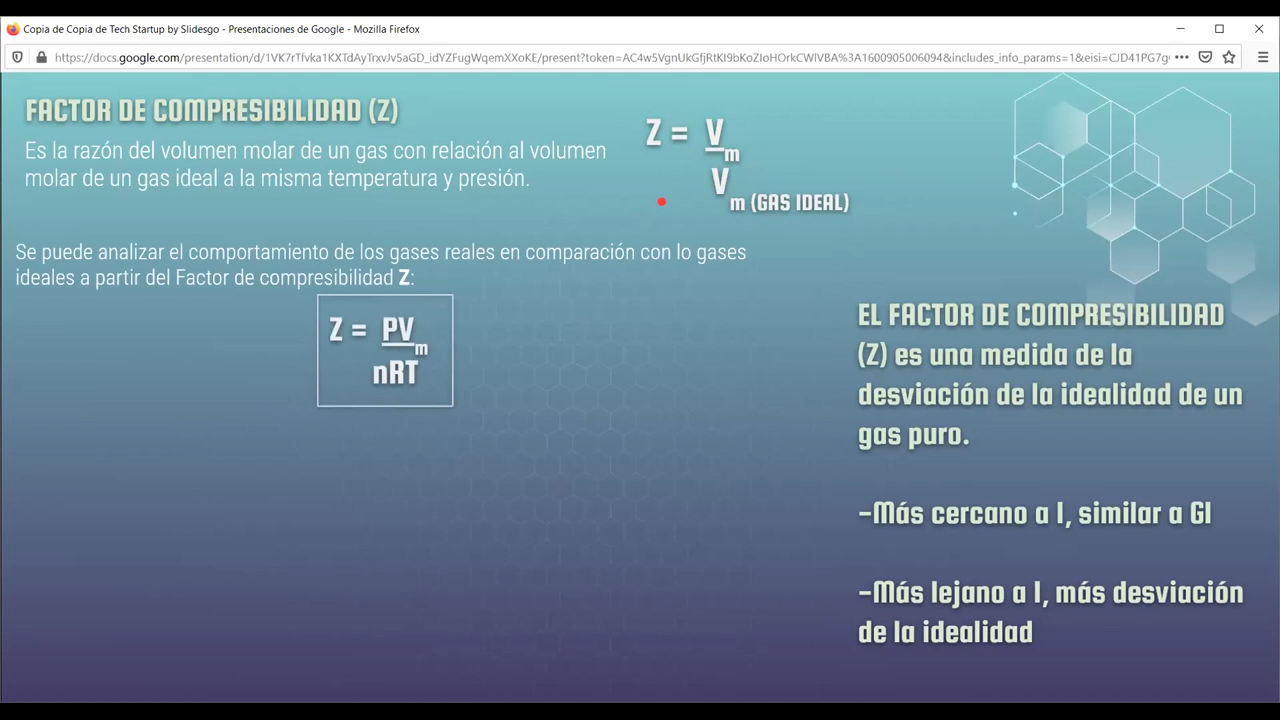 Copia de Copia de Tech Startup by Slidesgo - Presentaciones de Google - Mozilla Firefox
https://docs.google.com/presentation/d/1VK7rTfvka1KXTdAyTrxvJv5aGD_idYZFugWqemXXoKE/present?token=AC4w5VgnUkGfjRtKI9bKoZIoHOrkCWlVBA%3A1600905006094&includes_info_params=1&eisi=CJD41PG7g
FACTOR DE COMPRESIBILIDAD (Z)
Es la razón del volumen molar de un gas con relación al volumen
molar de un gas ideal a la misma temperatura y presión.
Z = V m
V m (GAS IDEAL)
Se puede analizar el comportamiento de los gases reales en comparación con lo gases
ideales a partir del Factor de compresibilidad Z:
Z = PV m
nRT
EL FACTOR DE COMPRESIBILIDAD
(Z) es una medida de la
desviación de la idealidad de un
gas puro.
-Más cercano a 1, similar a GI
-Más lejano a 1, más desviación
de la idealidad